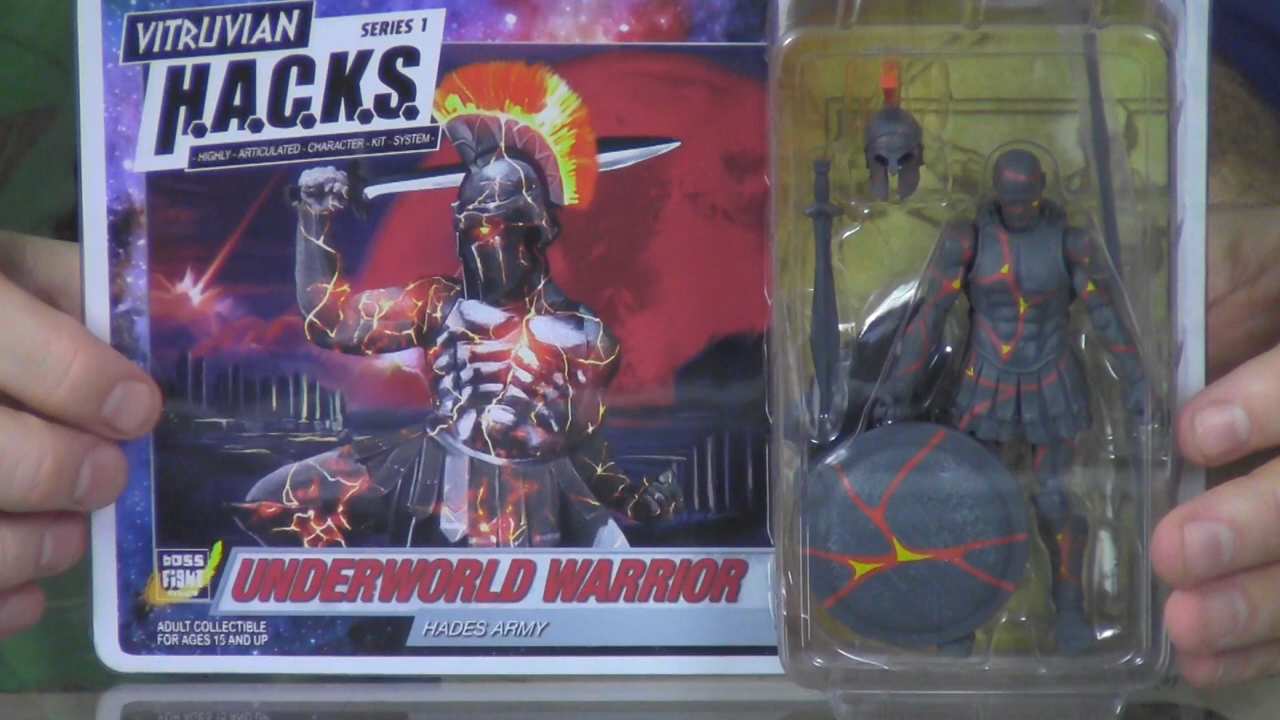 VITRUVIAN
SERIES 1
H.A.C.K.S.
- HIGHLY - ARTICULATED - CHARACTER - KIT - SYSTEM -
boss
FIGHT
UNDERWORLD WARRIOR
ADULT COLLECTIBLE
FOR AGES 15 AND UP
HADES ARMY